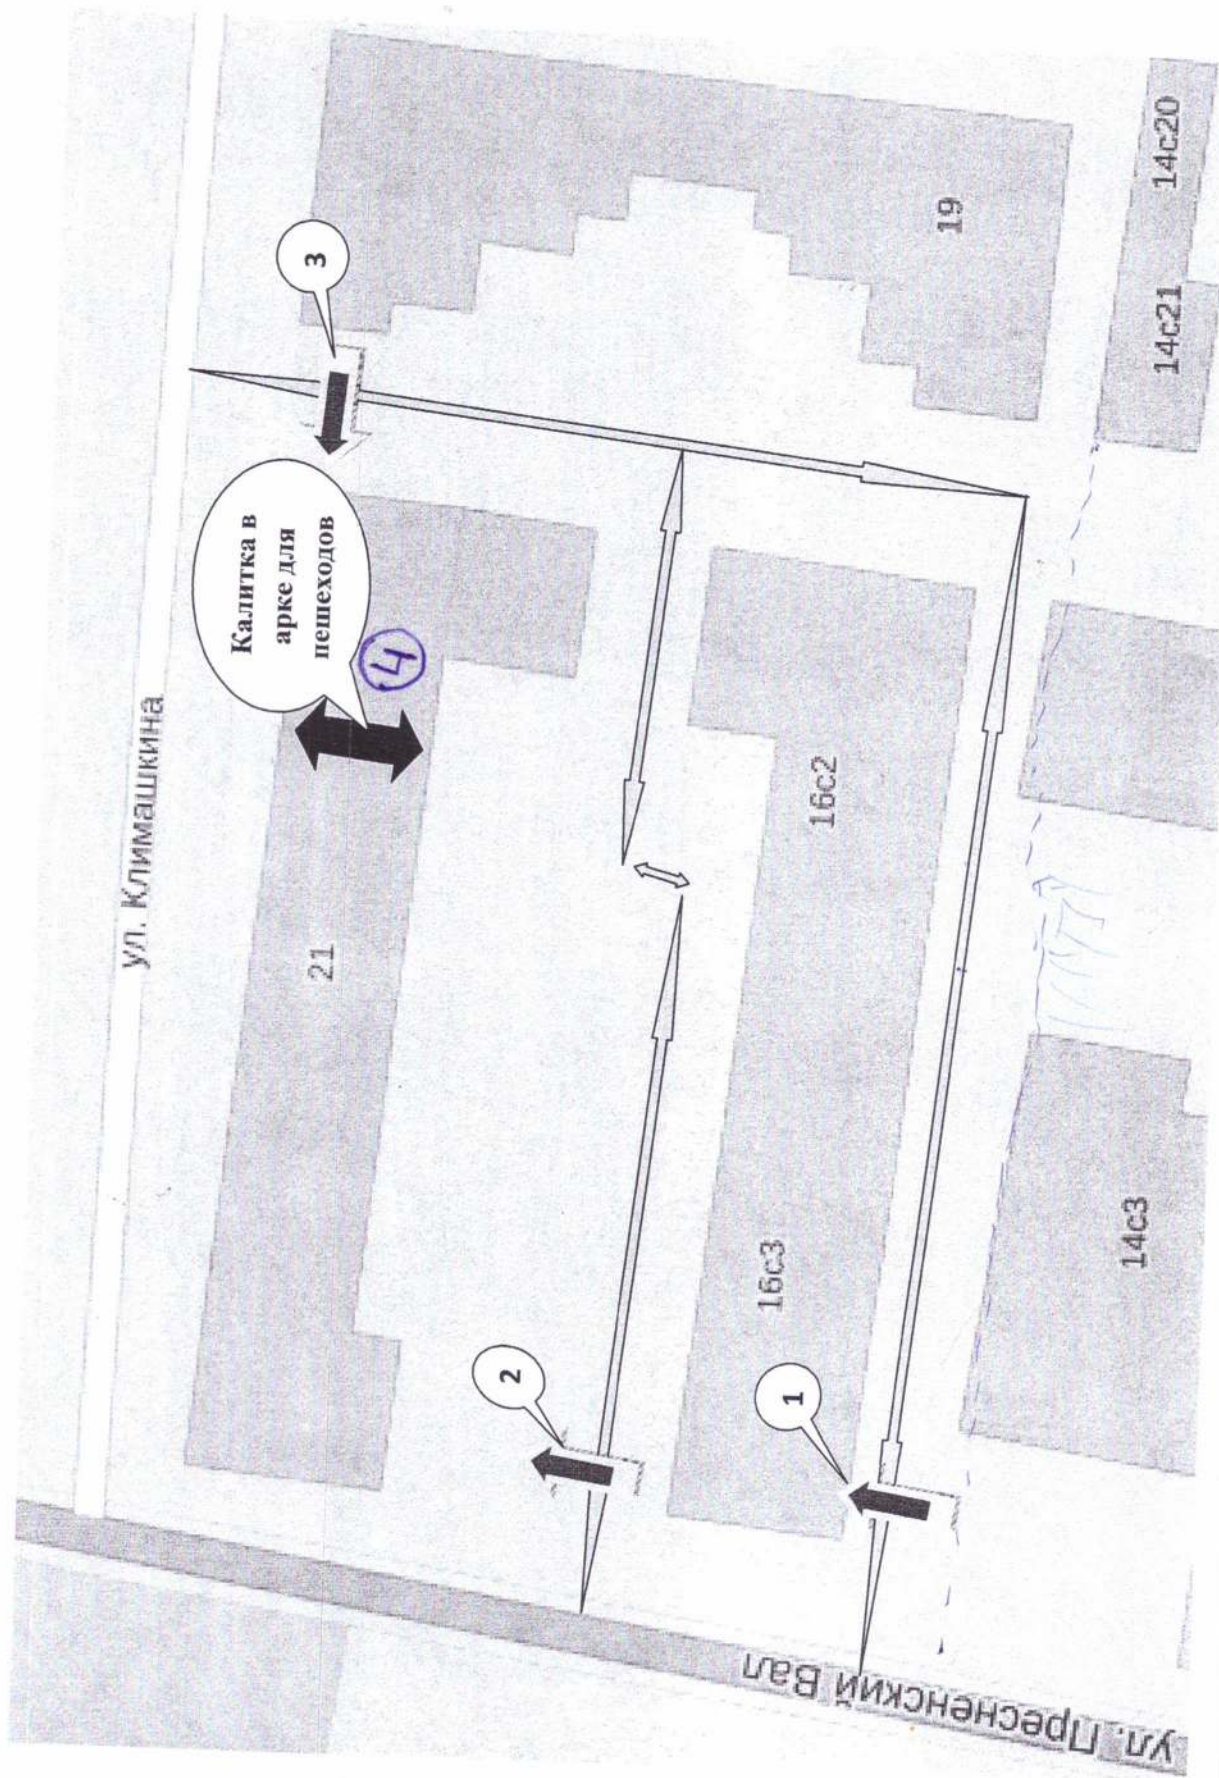 ул. Климашкина
3
Калитка в
арке для
пешеходов
4
21
19
14с20
14с21
16с2
16с3
2
1
14с3
ул. Пресненский Вал